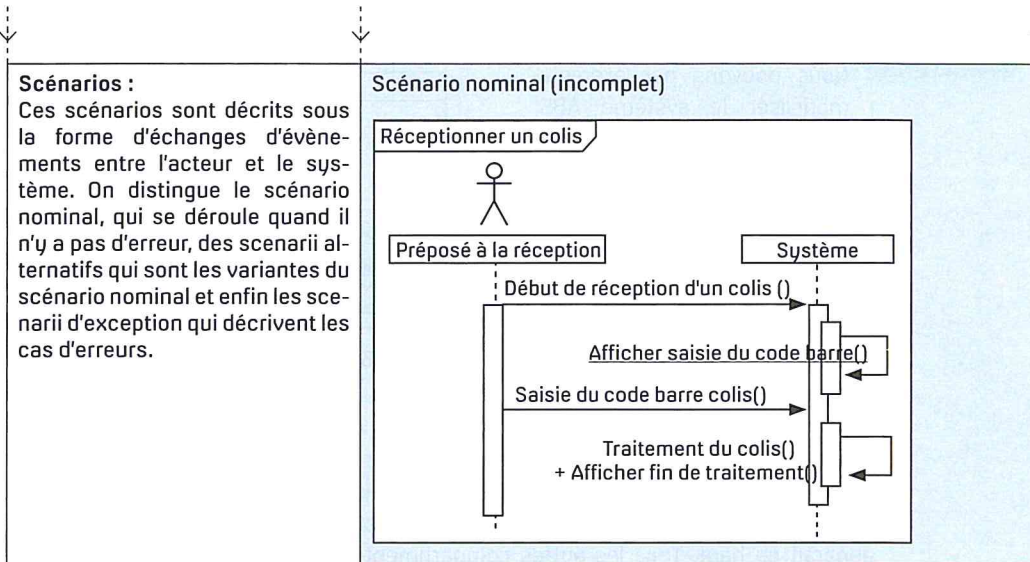 Scénarios :
Ces scénarios sont décrits sous
la forme d'échanges d'évène-
ments entre l'acteur et le sys-
tème. On distingue le scénario
nominal, qui se déroule quand il
n'y a pas d'erreur, des scenarii al-
ternatifs qui sont les variantes du
scénario nominal et enfin les sce-
narii d'exception qui décrivent les
cas d'erreurs.
Scénario nominal (incomplet)
Réceptionner un colis
Préposé à la réception
Système
Début de réception d'un colis ()
Afficher saisie du code barre()
Saisie du code barre colis()
Traitement du colis()
+ Afficher fin de traitement()